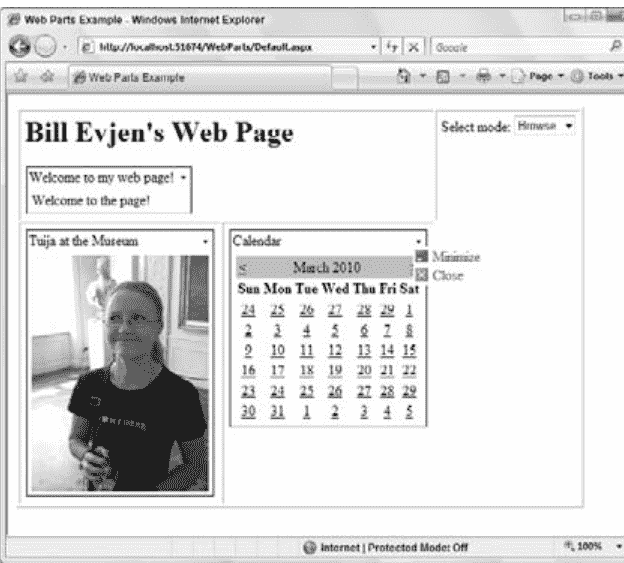 Web Parts Example - Windows Internet Explorer
http://localhost:51674/WebParts/Default.aspx
Google
Web Parts Example
Page
Tools
Bill Evjen's Web Page
Select mode: Browse
Welcome to my web page!
Welcome to the page!
Tuija at the Museum
Calendar
Minimize
Close
< March 2010
Sun Mon Tue Wed Thu Fri Sat
24 25 26 27 28 29 1
2 3 4 5 6 7 8
9 10 11 12 13 14 15
16 17 18 19 20 21 22
23 24 25 26 27 28 29
30 31 1 2 3 4 5
Internet | Protected Mode: Off
100%